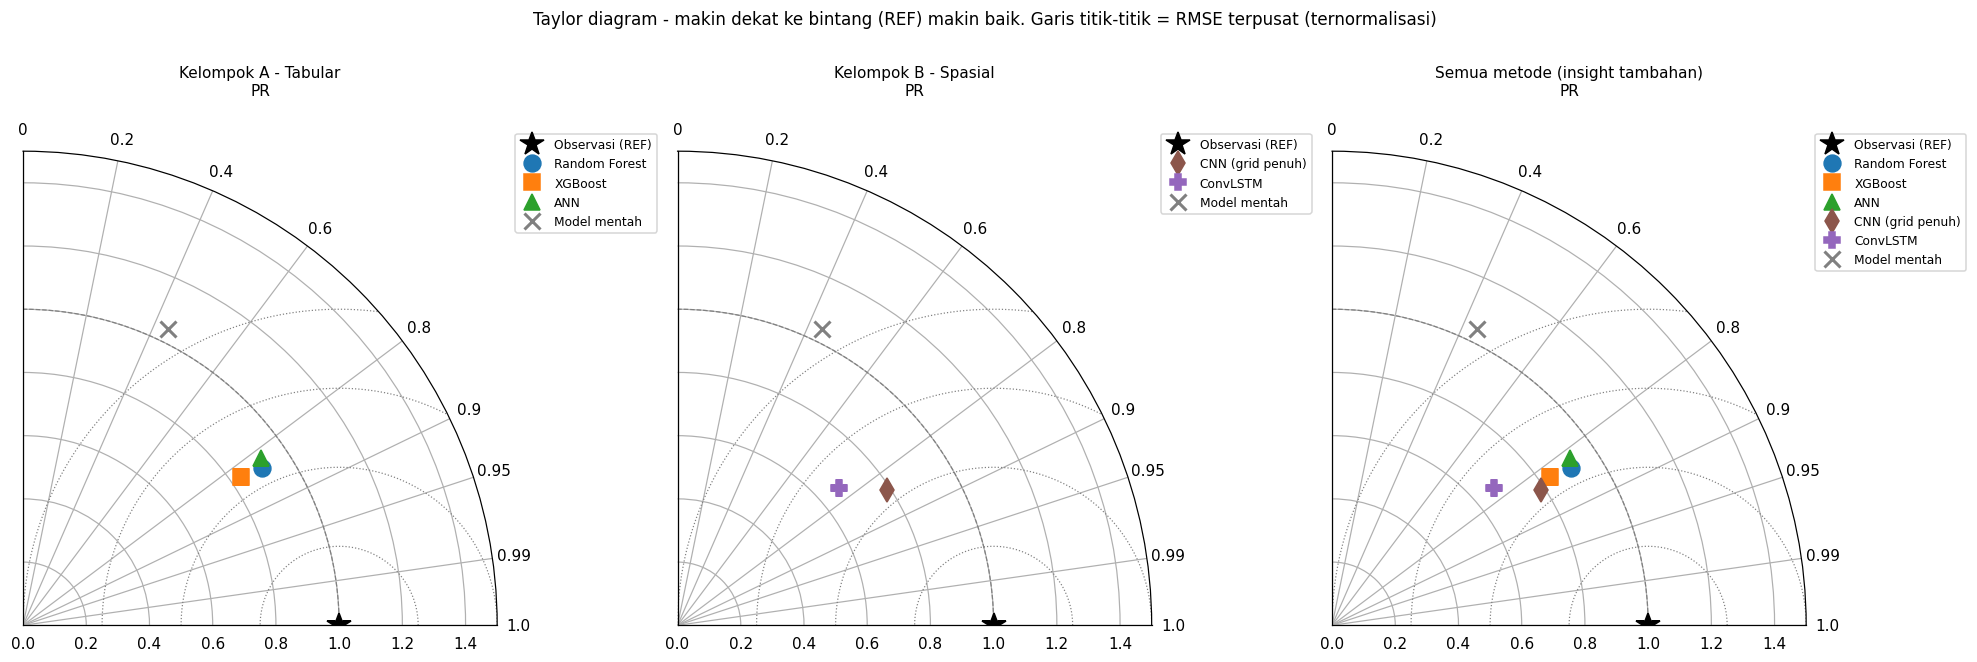 Taylor diagram - makin dekat ke bintang (REF) makin baik. Garis titik-titik = RMSE terpusat (ternormalisasi)
Kelompok A - Tabular
PR
0
0.2
0.4
0.6
0.8
0.9
0.95
0.99
1.0
0.0 0.2 0.4 0.6 0.8 1.0 1.2 1.4
Observasi (REF)
Random Forest
XGBoost
ANN
Model mentah
Kelompok B - Spasial
PR
0
0.2
0.4
0.6
0.8
0.9
0.95
0.99
1.0
0.0 0.2 0.4 0.6 0.8 1.0 1.2 1.4
Observasi (REF)
CNN (grid penuh)
ConvLSTM
Model mentah
Semua metode (insight tambahan)
PR
0
0.2
0.4
0.6
0.8
0.9
0.95
0.99
1.0
0.0 0.2 0.4 0.6 0.8 1.0 1.2 1.4
Observasi (REF)
Random Forest
XGBoost
ANN
CNN (grid penuh)
ConvLSTM
Model mentah